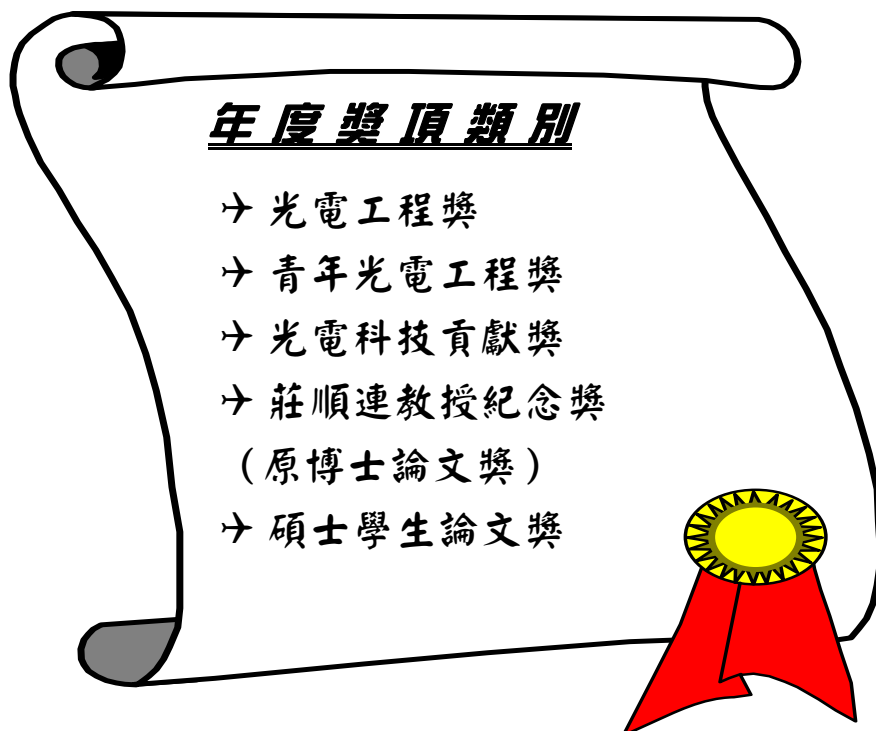 年度獎項類別
✈ 光電工程獎
✈ 青年光電工程獎
✈ 光電科技貢獻獎
✈ 莊順連教授紀念獎
（原博士論文獎）
✈ 碩士學生論文獎